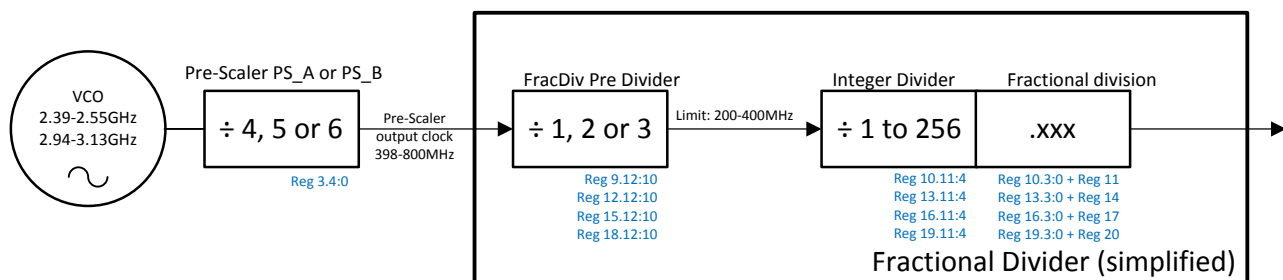 VCO
2.39-2.55GHz
2.94-3.13GHz
Pre-Scaler PS_A or PS_B
÷ 4, 5 or 6
Reg 3.4:0
Pre-Scaler
output clock
398-800MHz
FracDiv Pre Divider
÷ 1, 2 or 3
Reg 9.12:10
Reg 12.12:10
Reg 15.12:10
Reg 18.12:10
Limit: 200-400MHz
Integer Divider
÷ 1 to 256
Reg 10.11:4
Reg 13.11:4
Reg 16.11:4
Reg 19.11:4
Fractional division
.xxx
Reg 10.3:0 + Reg 11
Reg 13.3:0 + Reg 14
Reg 16.3:0 + Reg 17
Reg 19.3:0 + Reg 20
Fractional Divider (simplified)